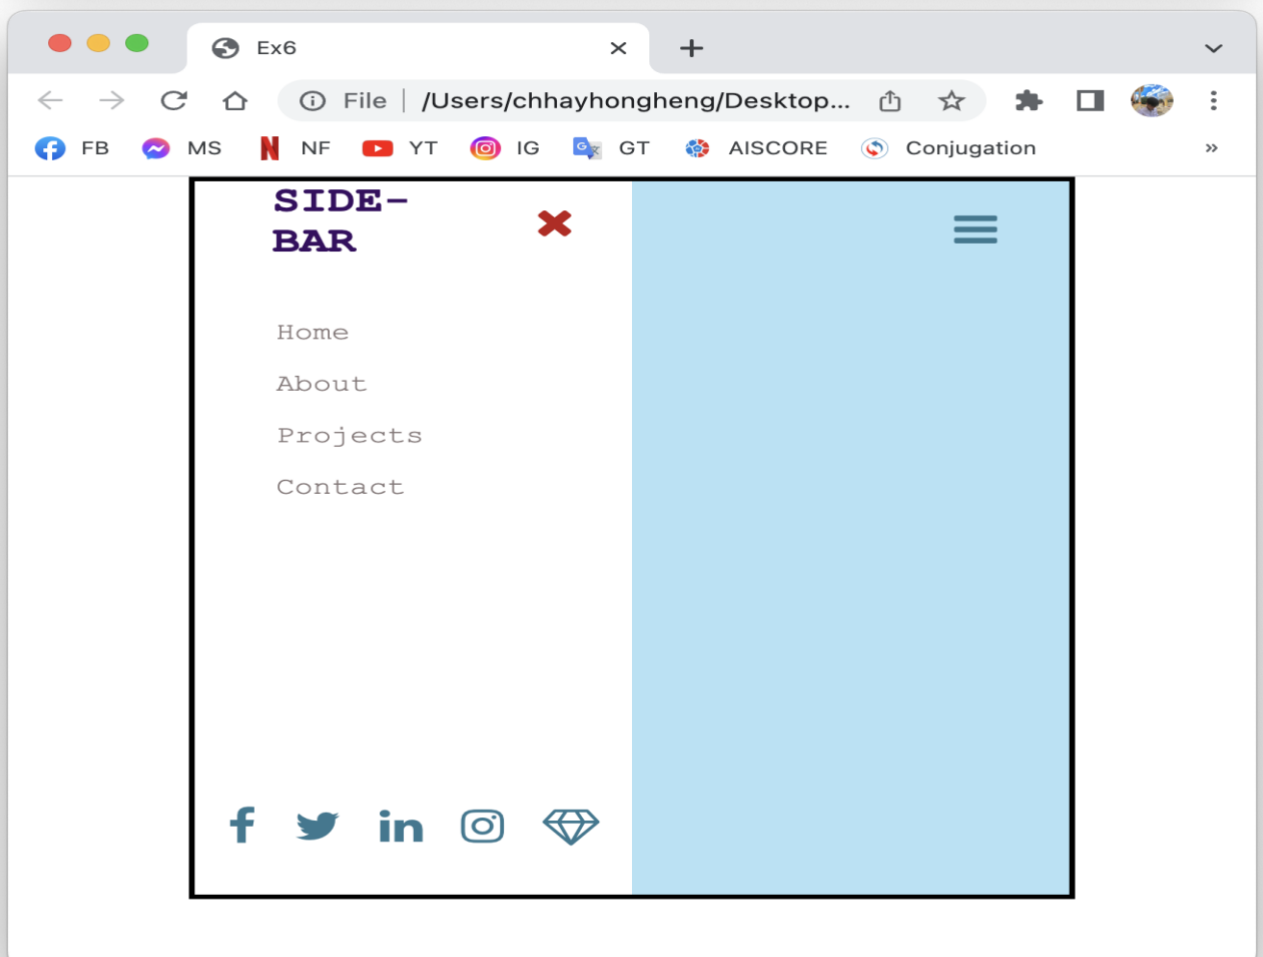 Ex6
File | /Users/chhayhongheng/Desktop...
FB MS NF YT IG GT AISCORE Conjugation »
SIDE-
BAR
Home
About
Projects
Contact